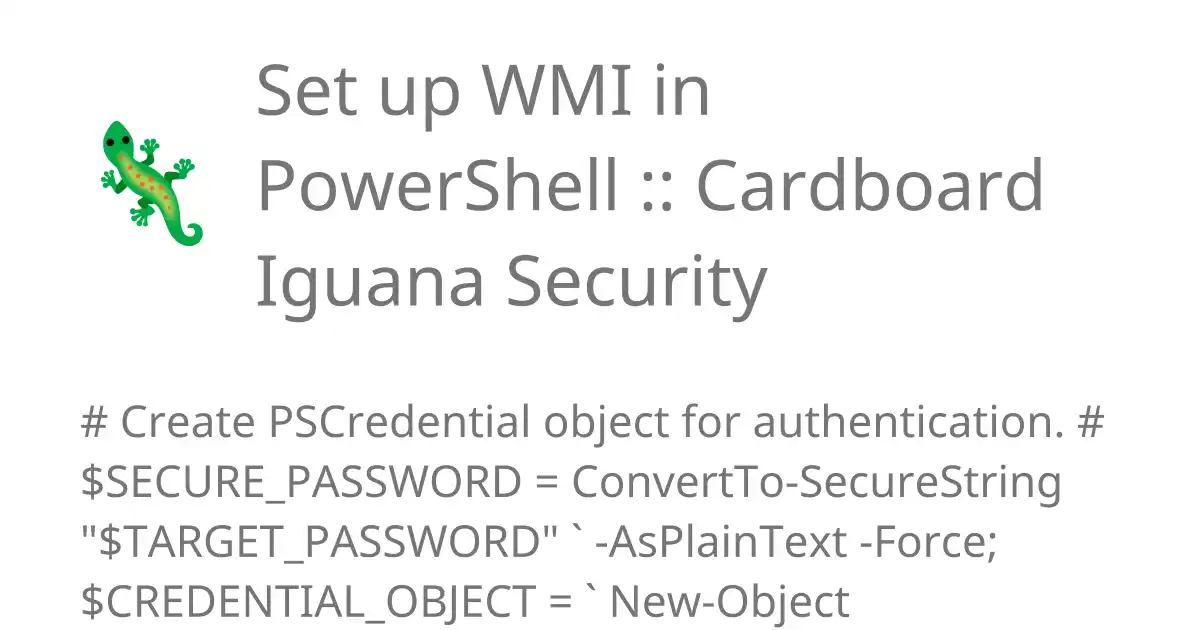 Set up WMI in
PowerShell :: Cardboard
Iguana Security
# Create PSCredential object for authentication. #
$SECURE_PASSWORD = ConvertTo-SecureString
"$TARGET_PASSWORD" ` -AsPlainText -Force;
$CREDENTIAL_OBJECT = ` New-Object